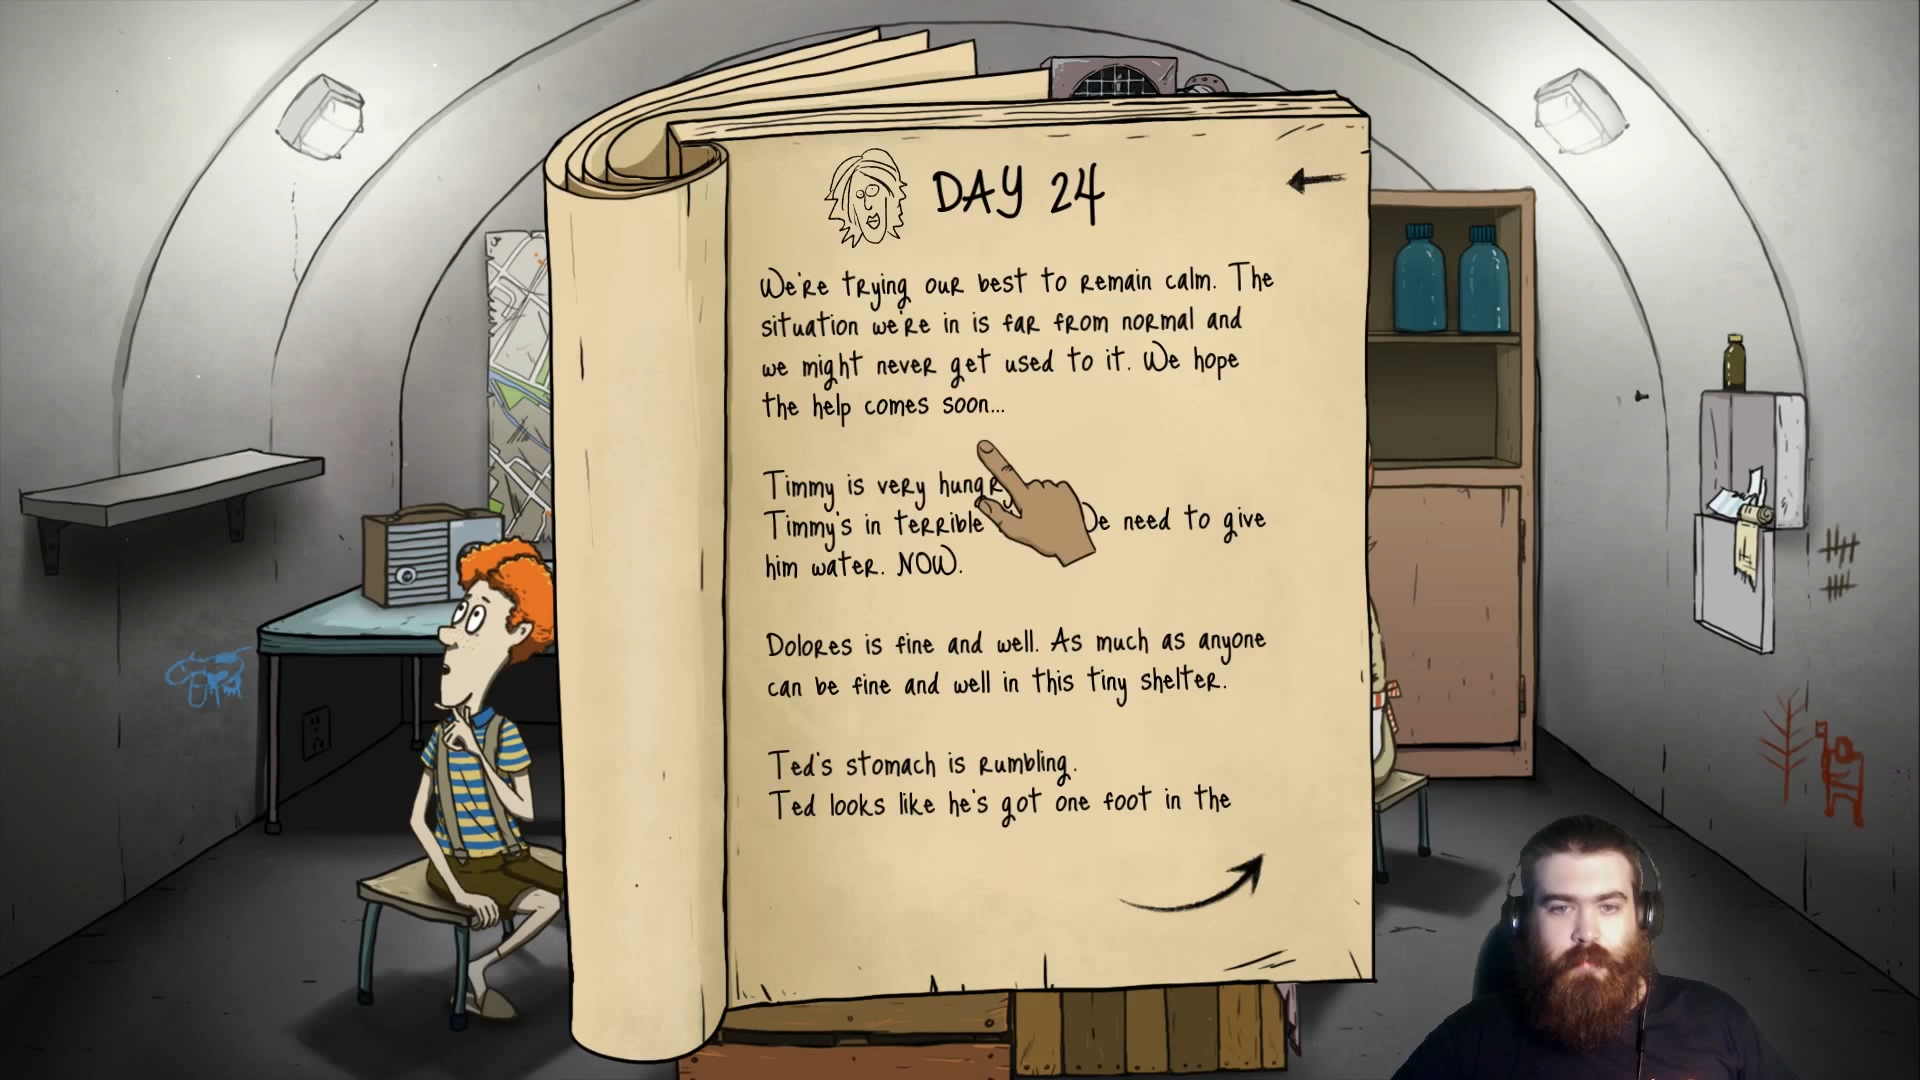 DAY 24
We're trying our best to remain calm. The
situation we're in is far from normal and
we might never get used to it. We hope
the help comes soon...
Timmy is very
Timmy's in terrible need to give
him water. NOW.
Dolores is fine and well. As much as anyone
can be fine and well in this tiny shelter.
Ted's stomach is rumbling.
Ted looks like he's got one foot in the